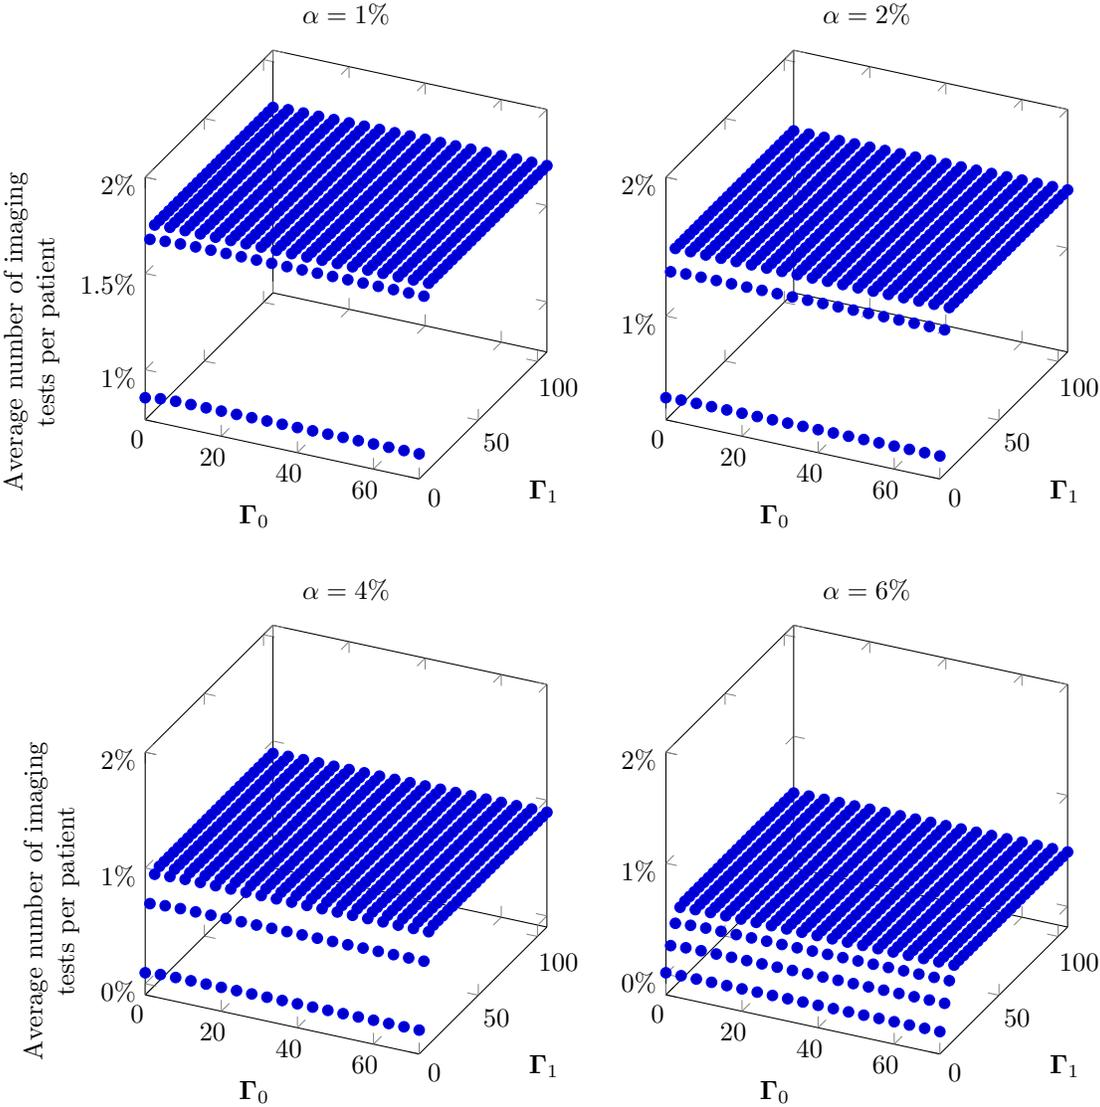 α = 1%
α = 2%
Average number of imaging
tests per patient
2%
1.5%
1%
0
20
40
60
0
50
100
Γ0
Γ1
2%
1%
0
20
40
60
0
50
100
Γ0
Γ1
α = 4%
α = 6%
Average number of imaging
tests per patient
2%
1%
0%
0
20
40
60
0
50
100
Γ0
Γ1
2%
1%
0%
0
20
40
60
0
50
100
Γ0
Γ1